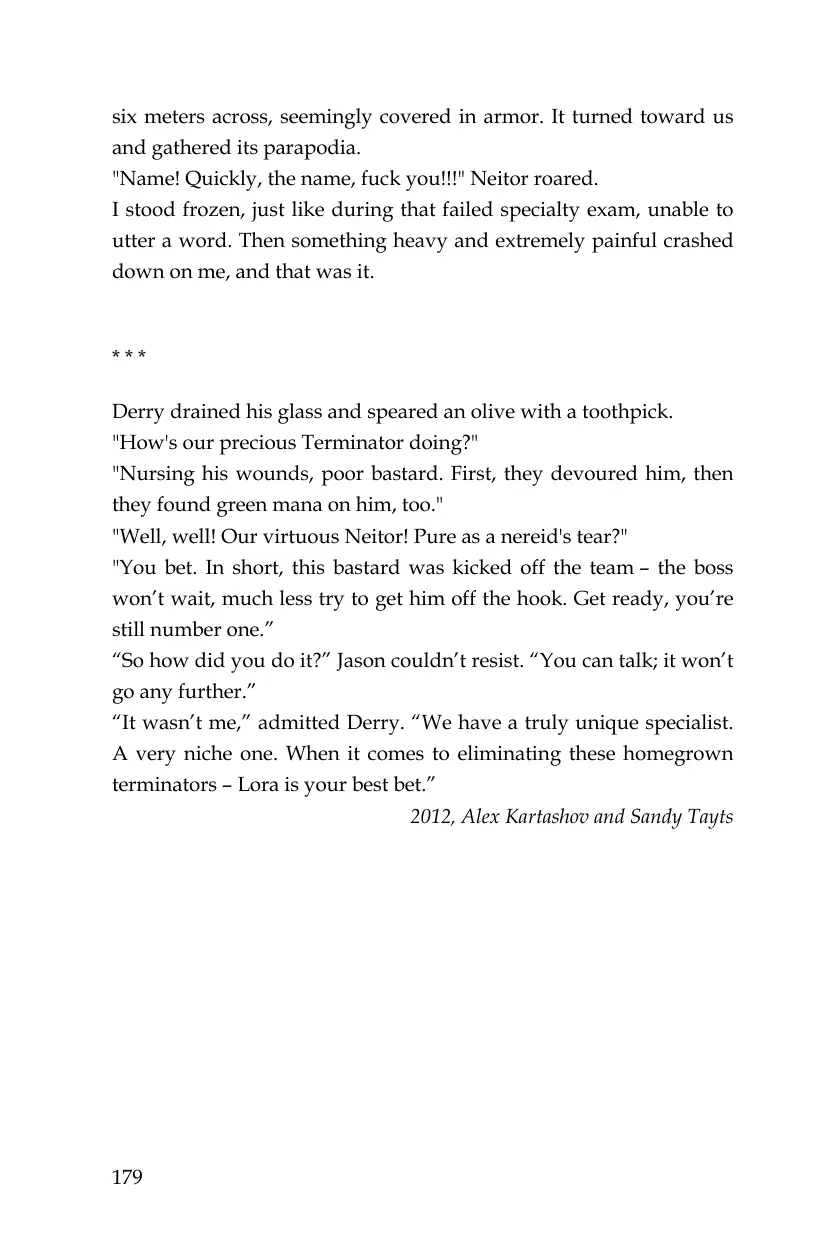 six meters across, seemingly covered in armor. It turned toward us
and gathered its parapodia.
"Name! Quickly, the name, fuck you!!!" Neitor roared.
I stood frozen, just like during that failed specialty exam, unable to
utter a word. Then something heavy and extremely painful crashed
down on me, and that was it.
* * *
Derry drained his glass and speared an olive with a toothpick.
"How's our precious Terminator doing?"
"Nursing his wounds, poor bastard. First, they devoured him, then
they found green mana on him, too."
"Well, well! Our virtuous Neitor! Pure as a nereid's tear?"
"You bet. In short, this bastard was kicked off the team – the boss
won’t wait, much less try to get him off the hook. Get ready, you’re
still number one.”
“So how did you do it?” Jason couldn’t resist. “You can talk; it won’t
go any further.”
“It wasn’t me,” admitted Derry. “We have a truly unique specialist.
A very niche one. When it comes to eliminating these homegrown
terminators – Lora is your best bet.”
2012, Alex Kartashov and Sandy Tayts
179